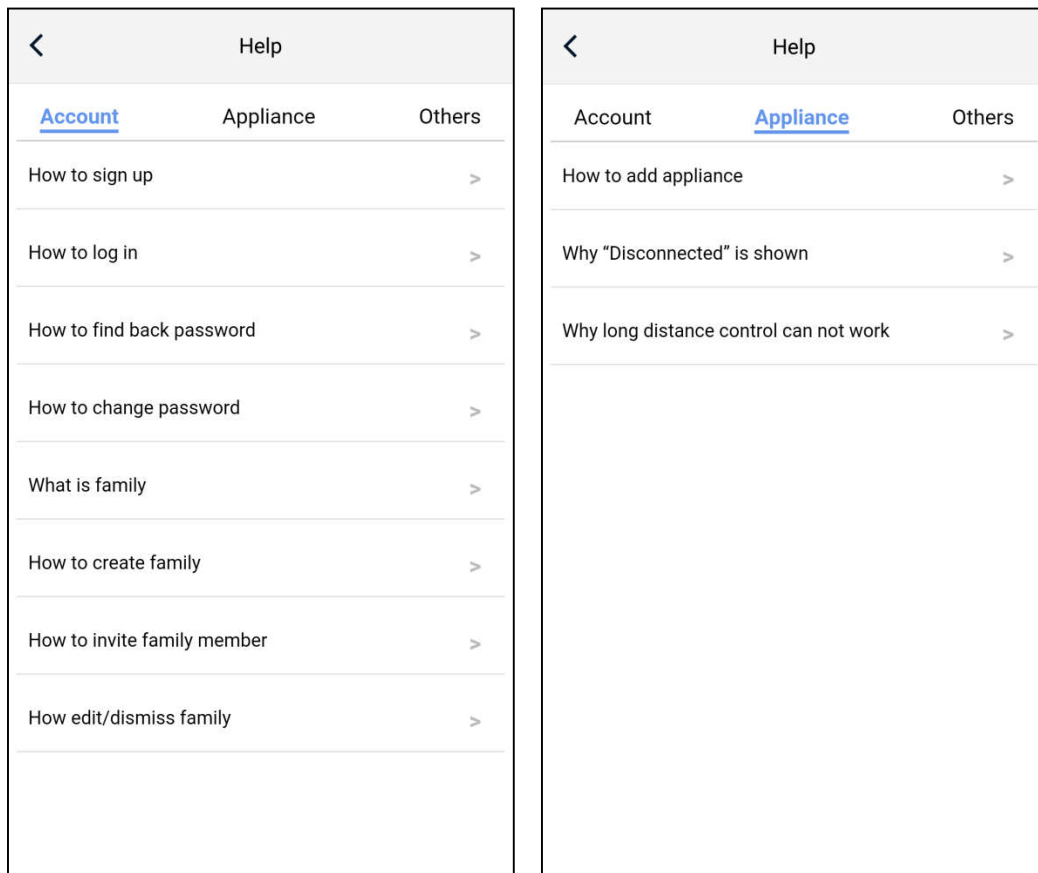 Help
Account Appliance Others
How to sign up >
How to log in >
How to find back password >
How to change password >
What is family >
How to create family >
How to invite family member >
How edit/dismiss family >
Help
Account Appliance Others
How to add appliance >
Why “Disconnected” is shown >
Why long distance control can not work >